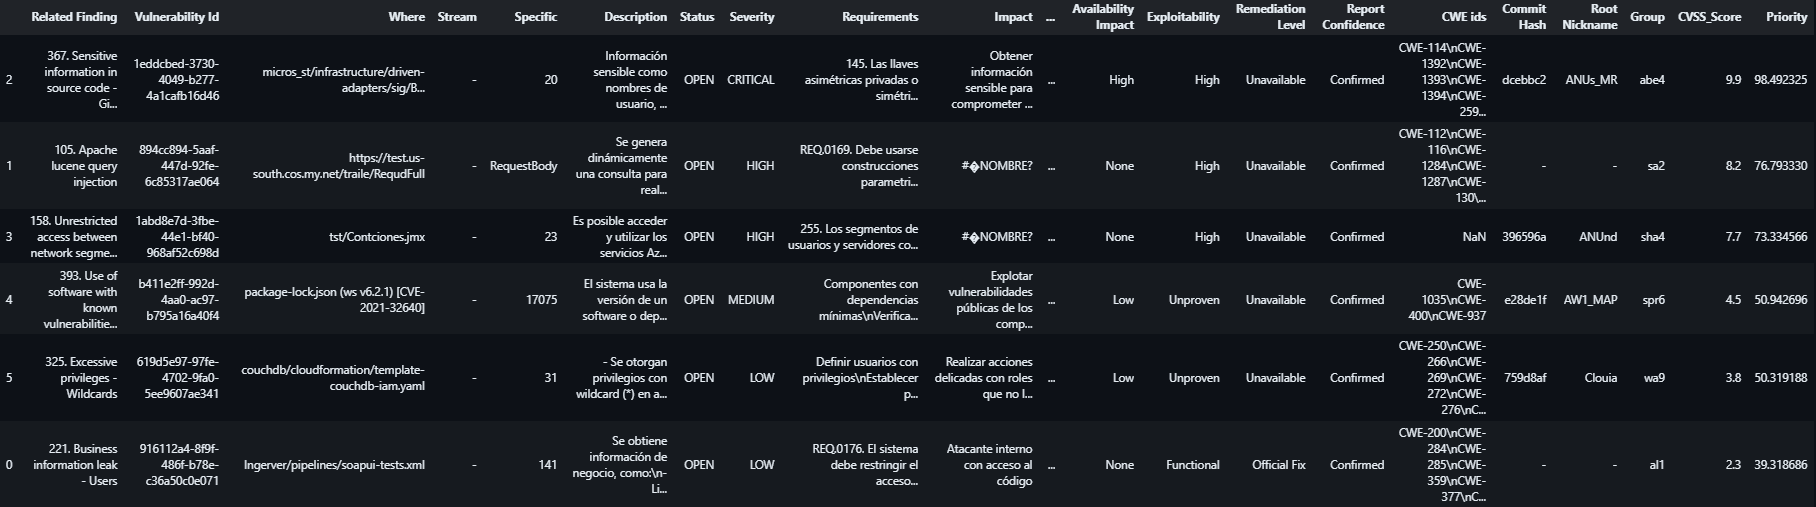 Related Finding Vulnerability Id Where Stream Specific Description Status Severity Requirements Impact ... Availability Impact Exploitability Remediation Level Report Confidence CWE ids Commit Hash Root Nickname Group CVSS_Score Priority
2 367. Sensitive information in source code - Gi... 1eddcbed-3730-4049-b277-4a1cafb16d46 micros_st/infrastructure/driven-adapters/sig/B... - 20 Información sensible como nombres de usuario, ... OPEN CRITICAL 145. Las llaves asimétricas privadas o simétri... Obtener información sensible para comprometer ... ... High High Unavailable Confirmed CWE-114\nCWE-1392\nCWE-1393\nCWE-1394\nCWE-259... dcebbc2 ANUs_MR abe4 9.9 98.492325
1 105. Apache lucene query injection 894cc894-5aaf-447d-92fe-6c85317ae064 https://test.us-south.cos.my.net/traile/RequdFull - RequestBody Se genera dinámicamente una consulta para real... OPEN HIGH REQ.0169. Debe usarse construcciones parametri... #�NOMBRE? ... None High Unavailable Confirmed CWE-112\nCWE-116\nCWE-1284\nCWE-1287\nCWE-130\... - - sa2 8.2 76.793330
3 158. Unrestricted access between network segme... 1abd8e7d-3fbe-44e1-bf40-968af52c698d tst/Contciones.jmx - 23 Es posible acceder y utilizar los servicios Az... OPEN HIGH 255. Los segmentos de usuarios y servidores co... #�NOMBRE? ... None High Unavailable Confirmed NaN 396596a ANUnd sha4 7.7 73.334566
4 393. Use of software with known vulnerabilitie... b411e2ff-992d-4aa0-ac97-b795a16a40f4 package-lock.json (ws v6.2.1) [CVE-2021-32640] - 17075 El sistema usa la versión de un software o dep... OPEN MEDIUM Componentes con dependencias mínimas\nVerifica... Explotar vulnerabilidades públicas de los comp... ... Low Unproven Unavailable Confirmed CWE-1035\nCWE-400\nCWE-937 e28de1f AW1_MAP spr6 4.5 50.942696
5 325. Excessive privileges - Wildcards 619d5e97-97fe-4702-9fa0-5ee9607ae341 couchdb/cloudformation/template-couchdb-iam.yaml - 31 - Se otorgan privilegios con wildcard (*) en a... OPEN LOW Definir usuarios con privilegios\nEstablecer p... Realizar acciones delicadas con roles que no l... ... Low Unproven Unavailable Confirmed CWE-250\nCWE-266\nCWE-269\nCWE-272\nCWE-276\nC... 759d8af Clouia wa9 3.8 50.319188
0 221. Business information leak - Users 916112a4-8f9f-486f-b78e-c36a50c0e071 Ingerver/pipelines/soapui-tests.xml - 141 Se obtiene información de negocio, como:\n- Li... OPEN LOW REQ.0176. El sistema debe restringir el acceso... Atacante interno con acceso al código ... None Functional Official Fix Confirmed CWE-200\nCWE-284\nCWE-285\nCWE-359\nCWE-377\nC... - - al1 2.3 39.318686